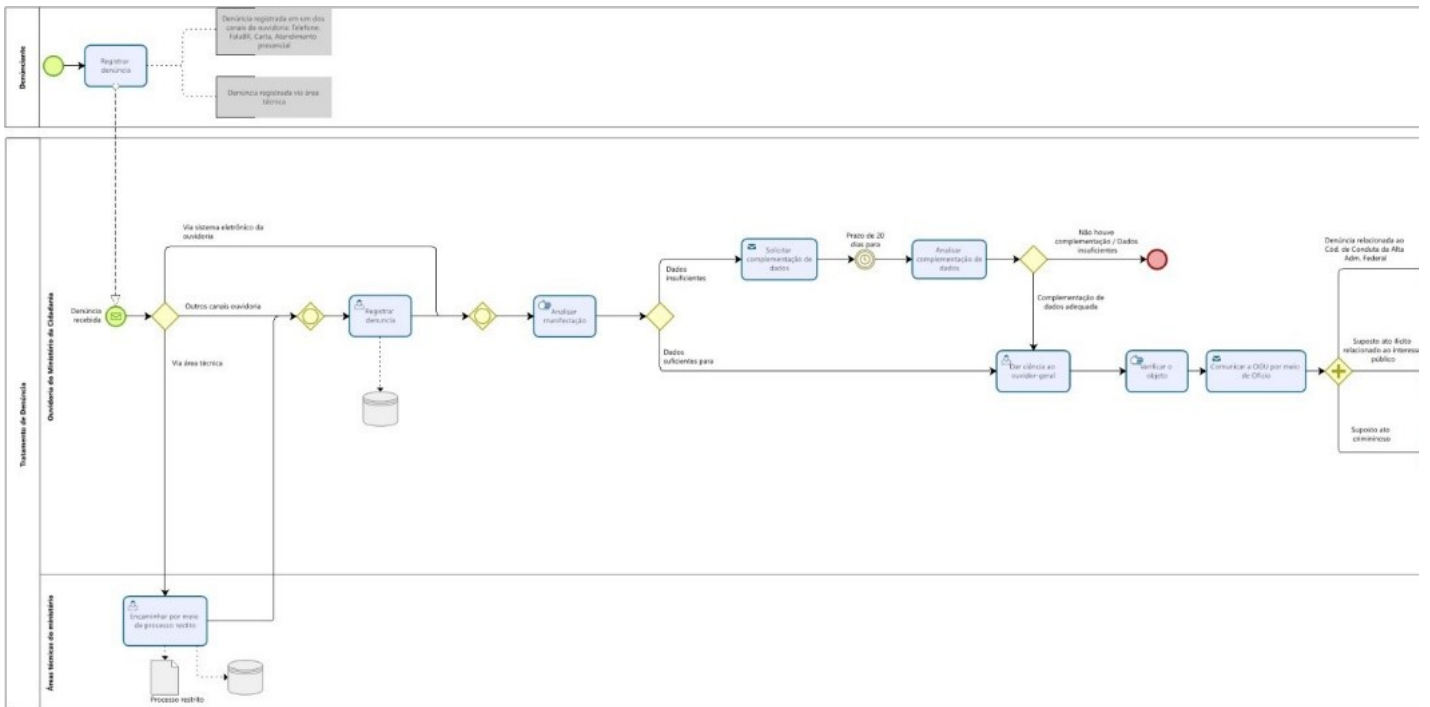 Denunciante
Registrar
denúncia
Denúncia registrada em um dos
canais de ouvidoria: Telefone,
FalaBR, Carta, Atendimento
presencial
Denúncia registrada via área
técnica
Tratamento de Denúncia
Ouvidoria do Ministério da Cidadania
Denúncia
recebida
Via sistema eletrônico da
ouvidoria
Outros canais ouvidoria
Via área técnica
Registrar
denuncia
Analisar
manifestação
Dados
insuficientes
Dados
suficientes para
Solicitar
complementação de
dados
Prazo de 20
dias para
Analisar
complementação de
dados
Não houve
complementação / Dados
insuficientes
Complementação de
dados adequada
Dar ciência ao
ouvidor-geral
Verificar o
objeto
Comunicar a OGU por meio
de Ofício
Denúncia relacionada ao
Cód. de Conduta da Alta
Adm. Federal
Suposto ato ilícito
relacionado ao interess
público
Suposto ato
crimininoso
Áreas técnicas do ministério
Encaminhar por meio
de processo restito
Processo restrito